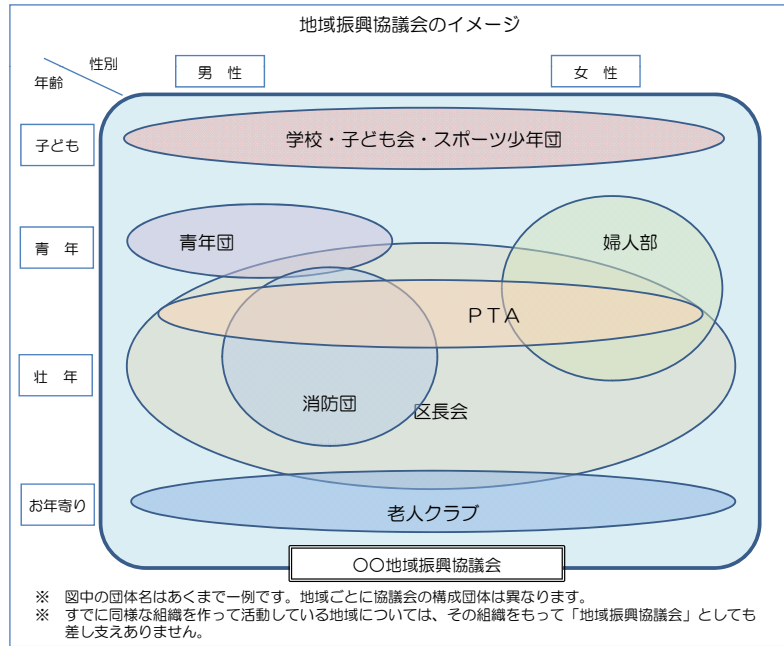 地域振興協議会のイメージ
性別
年齢
男　性
女　性
子ども
学校・子ども会・スポーツ少年団
青　年
青年団
婦人部
ＰＴＡ
壮　年
消防団
区長会
お年寄り
老人クラブ
〇〇地域振興協議会
※　図中の団体名はあくまで一例です。地域ごとに協議会の構成団体は異なります。
※　すでに同様な組織を作って活動している地域については、その組織をもって「地域振興協議会」としても
差し支えありません。